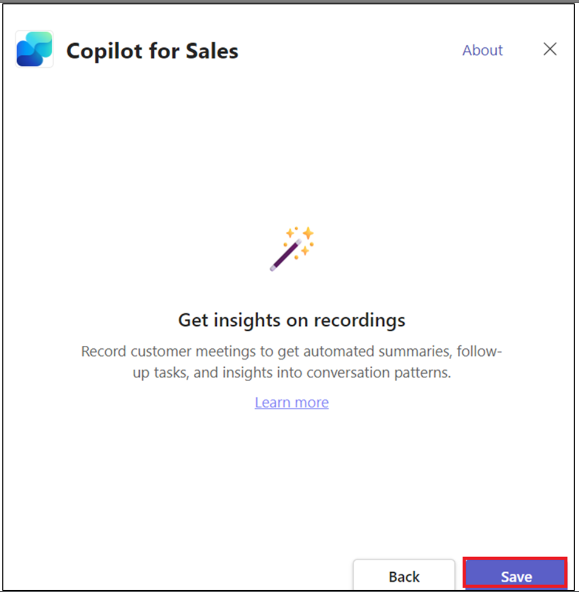 Copilot for Sales
About
Get insights on recordings
Record customer meetings to get automated summaries, follow-
up tasks, and insights into conversation patterns.
Learn more
Back
Save